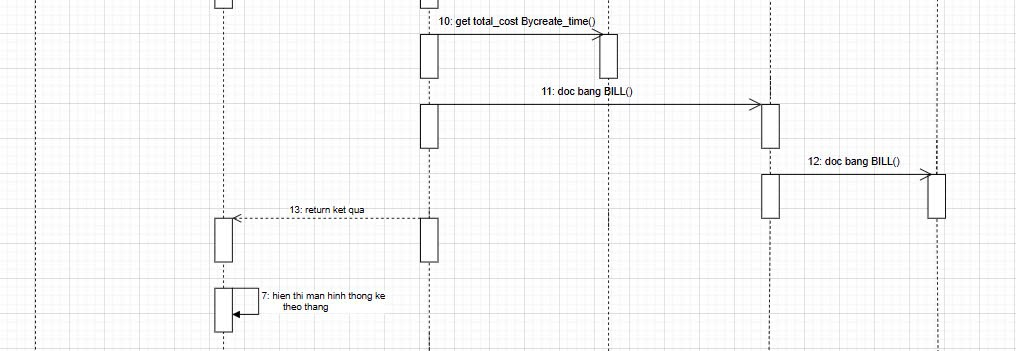 10: get total_cost Bycreate_time()
11: doc bang BILL()
12: doc bang BILL()
13: return ket qua
7: hien thi man hinh thong ke
theo thang